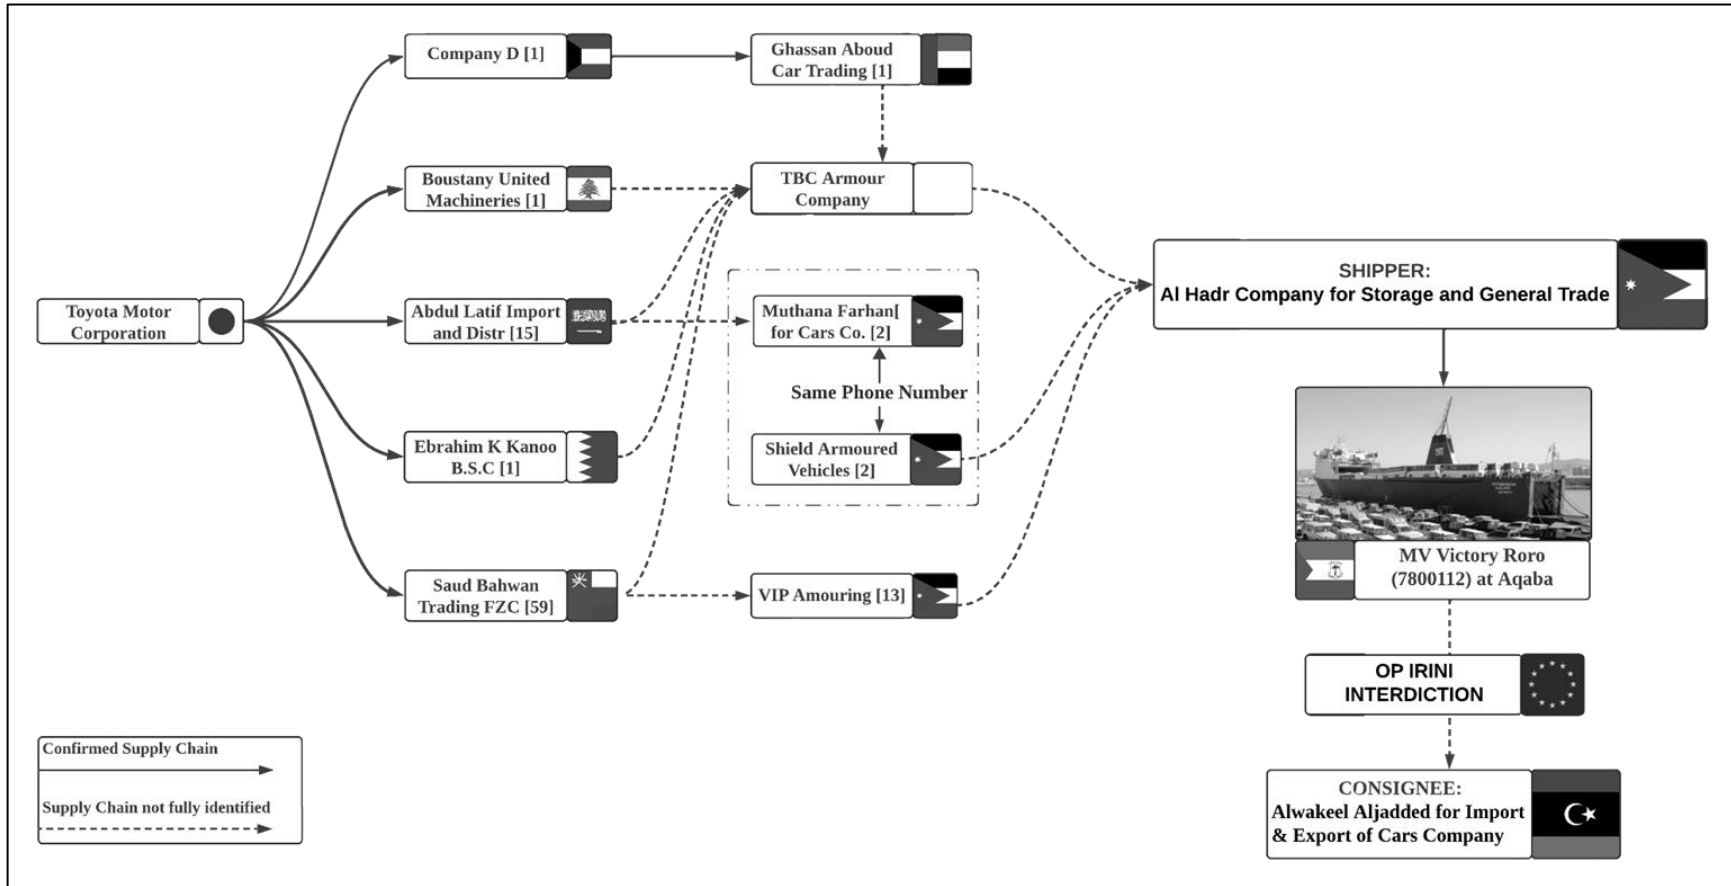 Company D [1]
Ghassan Aboud
Car Trading [1]
Boustany United
Machineries [1]
TBC Armour
Company
Toyota Motor
Corporation
Abdul Latif Import
and Distr [15]
Muthana Farhan[
for Cars Co. [2]
Same Phone Number
Ebrahim K Kanoo
B.S.C [1]
Shield Armoured
Vehicles [2]
Saud Bahwan
Trading FZC [59]
VIP Amouring [13]
SHIPPER:
Al Hadr Company for Storage and General Trade
MV Victory Roro
(7800112) at Aqaba
OP IRINI
INTERDICTION
CONSIGNEE:
Alwakeel Aljadded for Import
& Export of Cars Company
Confirmed Supply Chain
Supply Chain not fully identified